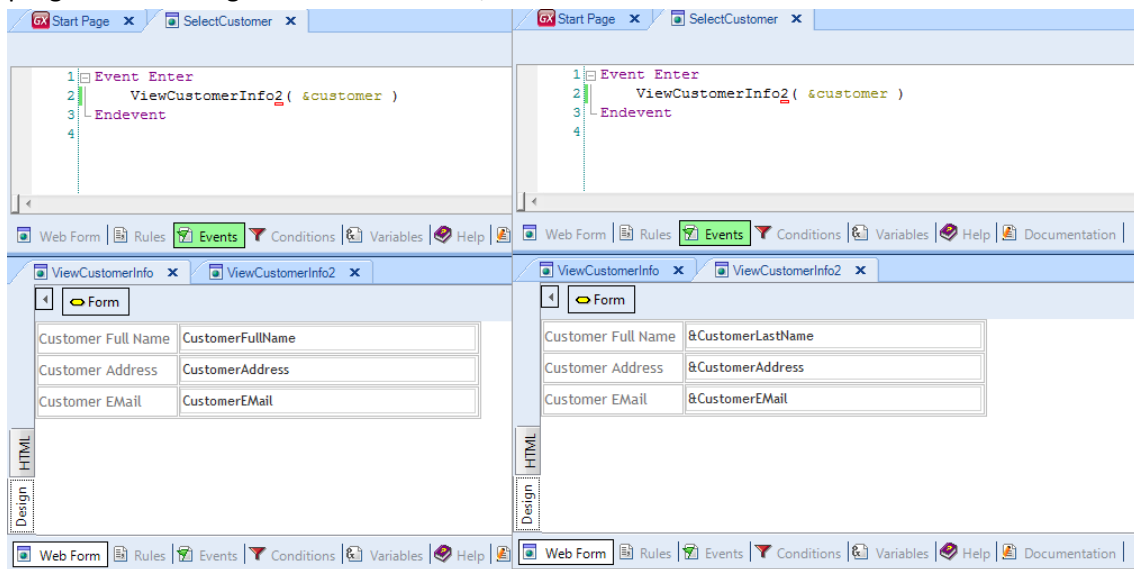 GX Start Page x SelectCustomer x
1 Event Enter
2 ViewCustomerInfo2( &customer )
3 Endevent
4
Web Form Rules Events Conditions Variables Help
ViewCustomerInfo x ViewCustomerInfo2 x
Form
Customer Full Name CustomerFullName
Customer Address CustomerAddress
Customer EMail CustomerEMail
HTML
Design
Web Form Rules Events Conditions Variables Help
GX Start Page x SelectCustomer x
1 Event Enter
2 ViewCustomerInfo2( &customer )
3 Endevent
4
Web Form Rules Events Conditions Variables Help Documentation
ViewCustomerInfo x ViewCustomerInfo2 x
Form
Customer Full Name &CustomerLastName
Customer Address &CustomerAddress
Customer EMail &CustomerEMail
HTML
Design
Web Form Rules Events Conditions Variables Help Documentation